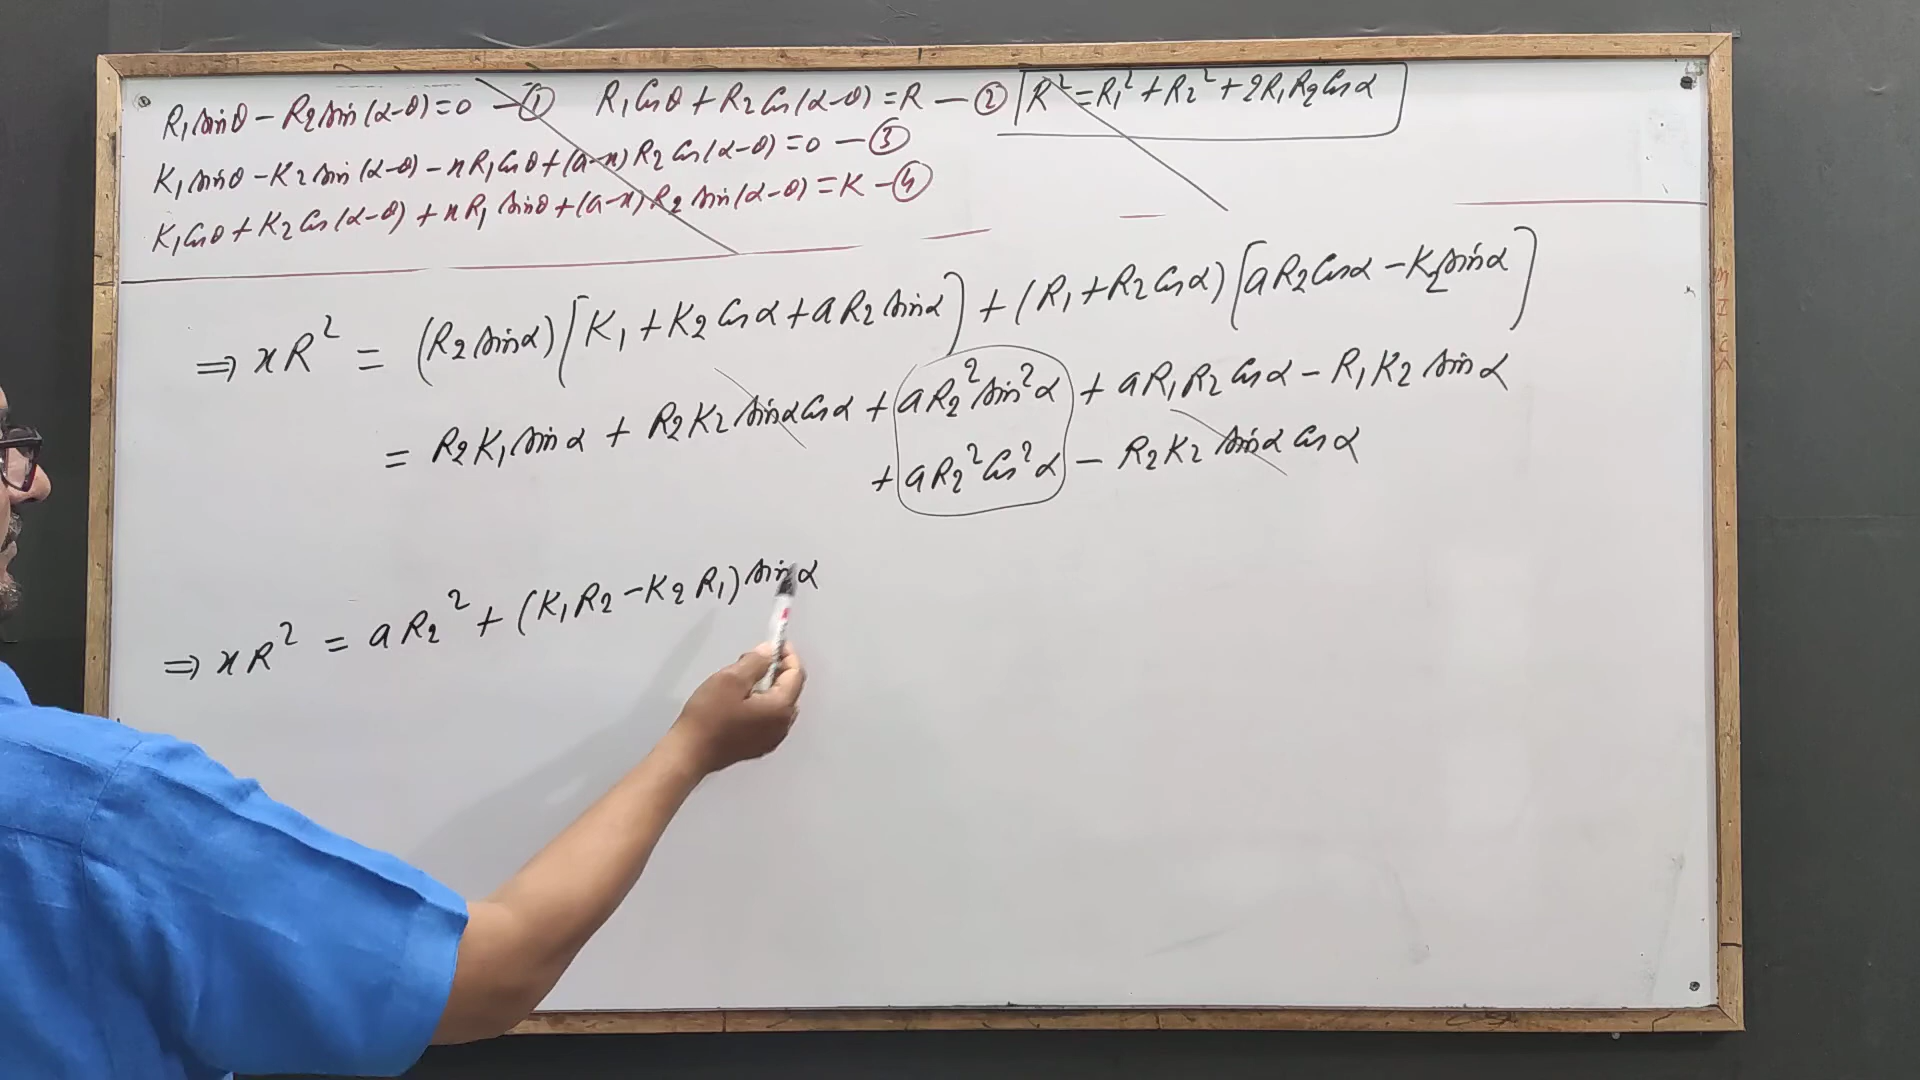 R₁ sinθ − R₂ sin(α−θ) = 0 — ① R₁ Cosθ + R₂ Cos(α−θ) = R — ② R² = R₁² + R₂² + 2R₁R₂ Cosα
K₁ sinθ − K₂ sin(α−θ) − xR₁ Cosθ + (a−x) R₂ Cos(α−θ) = 0 — ③
K₁ Cosθ + K₂ Cos(α−θ) + xR₁ sinθ + (a−x) R₂ sin(α−θ) = K — ④
⇒ xR² = (R₂ sinα) [K₁ + K₂ Cosα + aR₂ sinα] + (R₁ + R₂ Cosα) [aR₂ Cosα − K₂ sinα]
= R₂K₁ sinα + R₂K₂ sinα Cosα + aR₂² sin²α + aR₁R₂ Cosα − R₁K₂ sinα
+ aR₂² Cos²α − R₂K₂ sinα Cosα
⇒ xR² = aR₂² + (K₁R₂ − K₂R₁) sinα